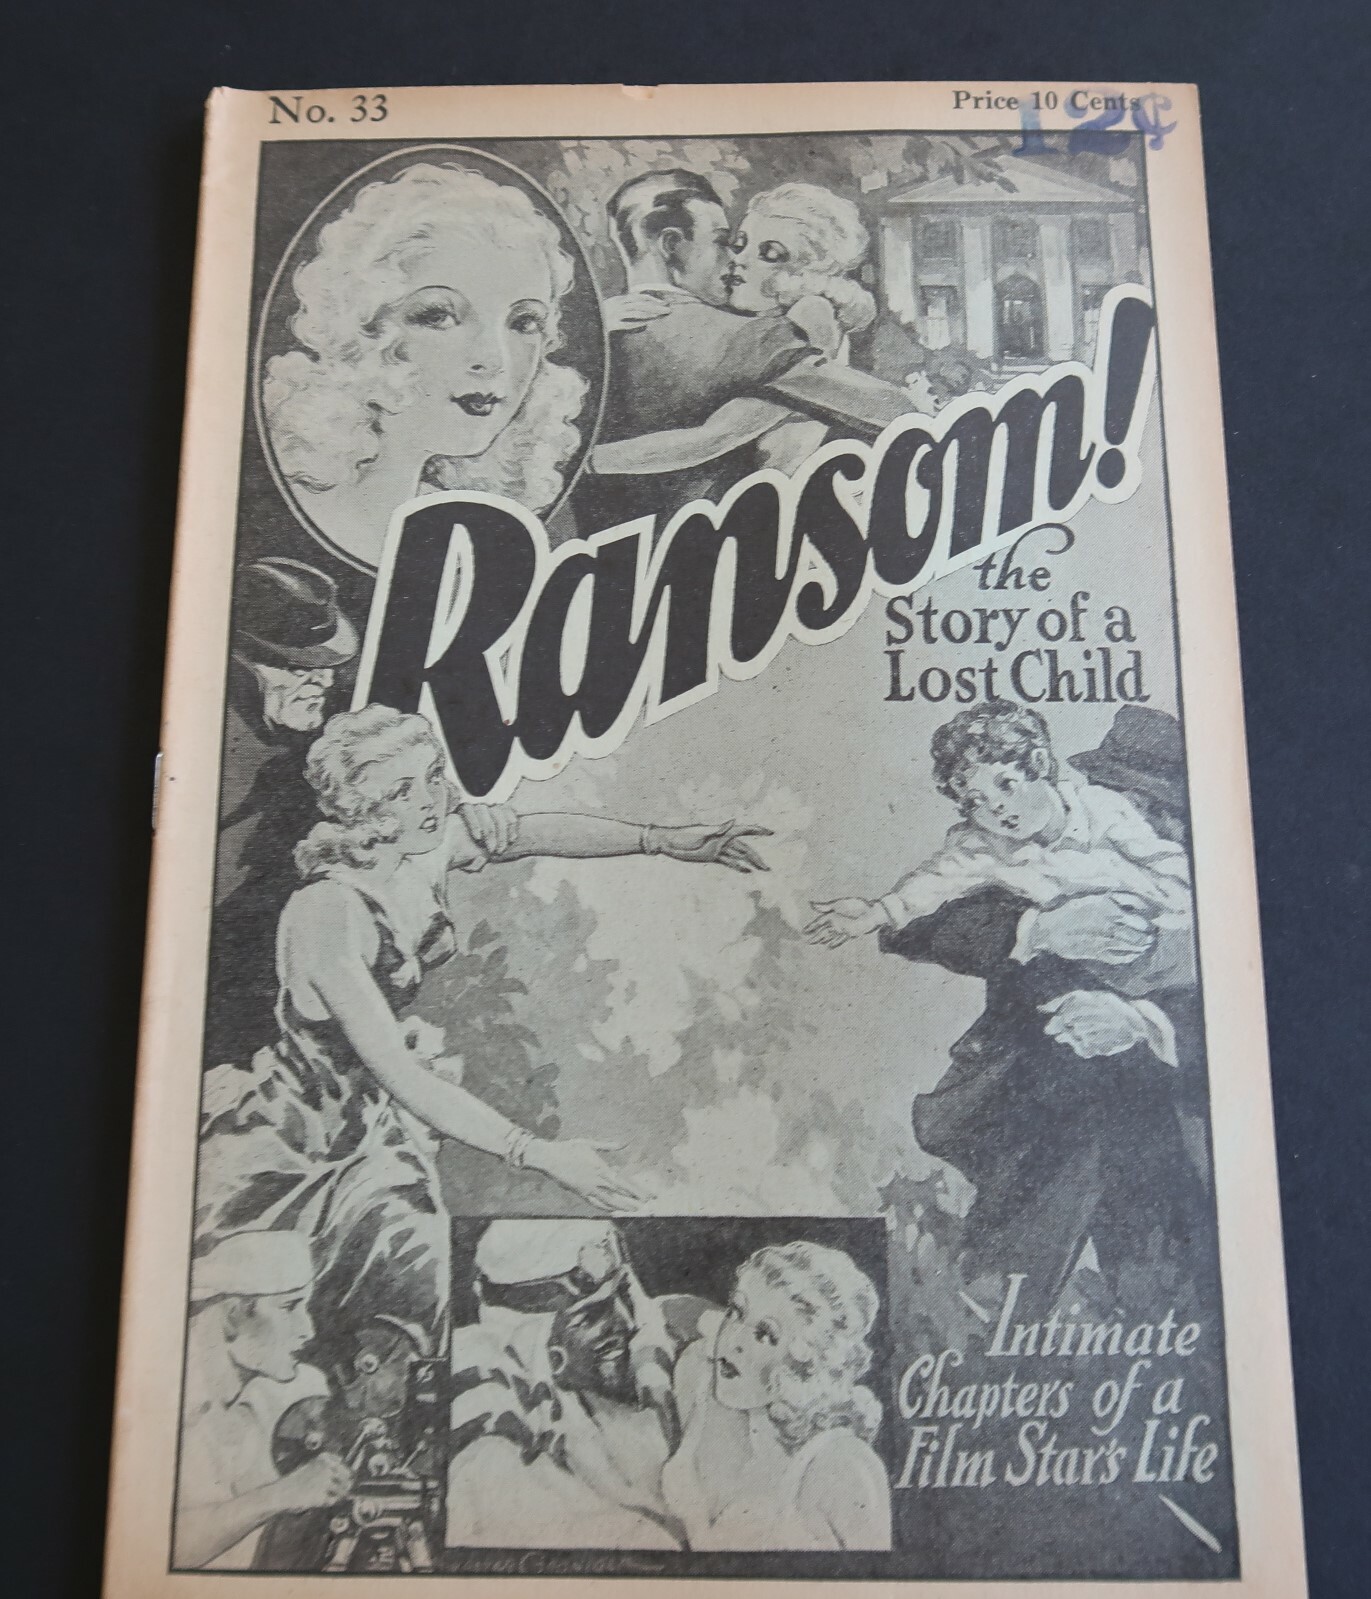 No. 33
Price 10 Cents
12¢
Ransom!
the
Story of a
Lost Child
Intimate
Chapters of a
Film Star's Life